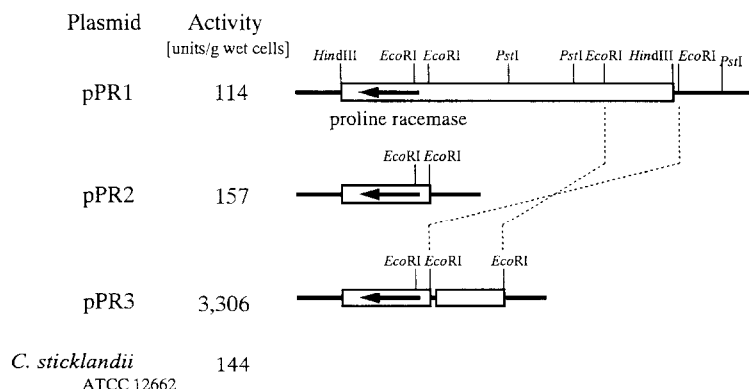 Plasmid Activity
[units/g wet cells]
HindIII EcoRI EcoRI PstI PstI EcoRI HindIII EcoRI PstI
pPR1 114
proline racemase
EcoRI EcoRI
pPR2 157
EcoRI EcoRI EcoRI
pPR3 3,306
C. sticklandii 144
ATCC 12662